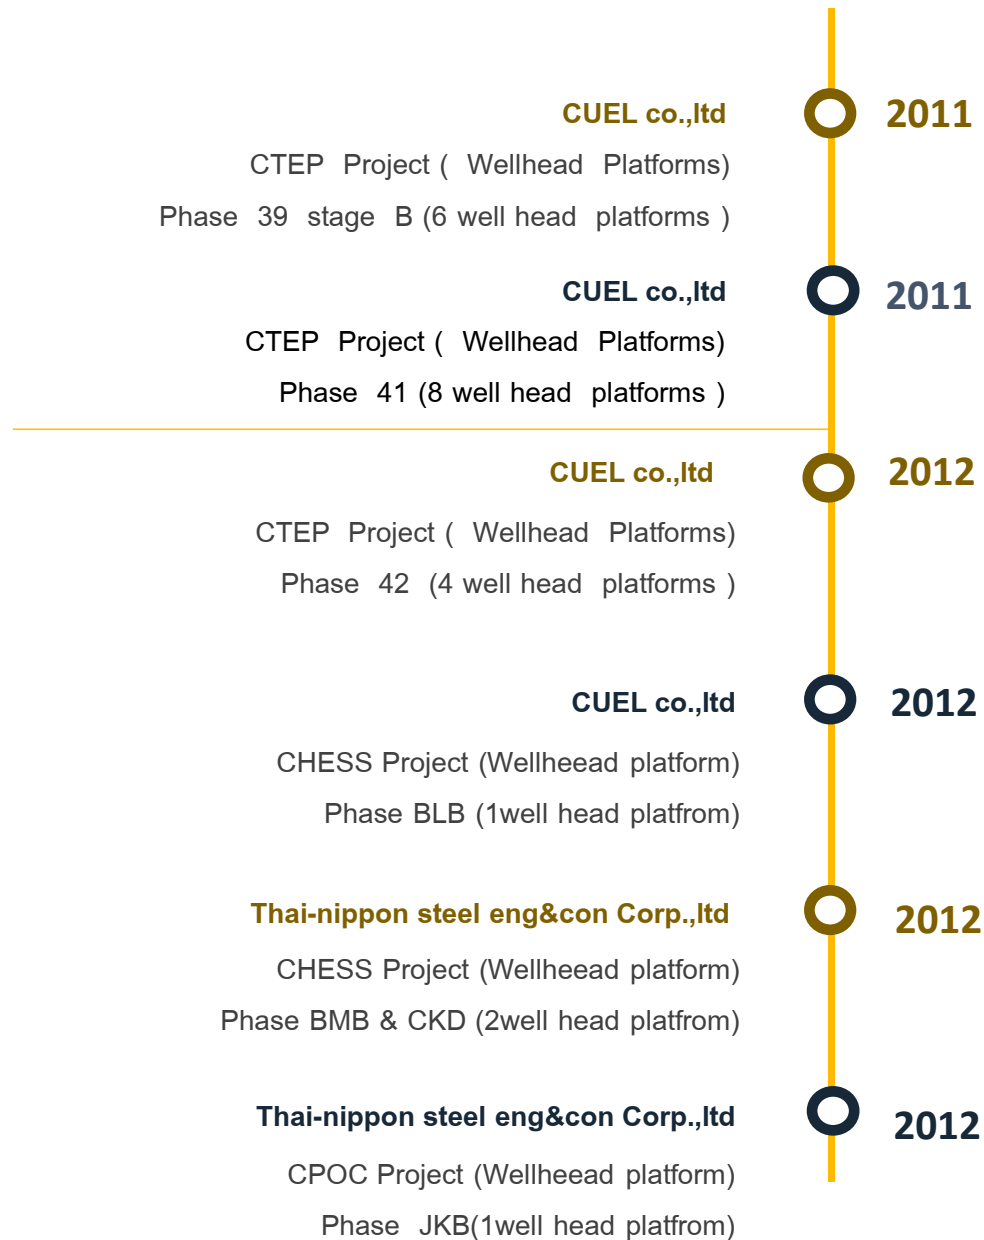 CUEL co.,ltd
2011
CTEP Project ( Wellhead Platforms)
Phase 39 stage B (6 well head platforms )
CUEL co.,ltd
2011
CTEP Project ( Wellhead Platforms)
Phase 41 (8 well head platforms )
CUEL co.,ltd
2012
CTEP Project ( Wellhead Platforms)
Phase 42 (4 well head platforms )
CUEL co.,ltd
2012
CHESS Project (Wellheead platform)
Phase BLB (1well head platfrom)
Thai-nippon steel eng&con Corp.,ltd
2012
CHESS Project (Wellheead platform)
Phase BMB & CKD (2well head platfrom)
Thai-nippon steel eng&con Corp.,ltd
2012
CPOC Project (Wellheead platform)
Phase JKB(1well head platfrom)